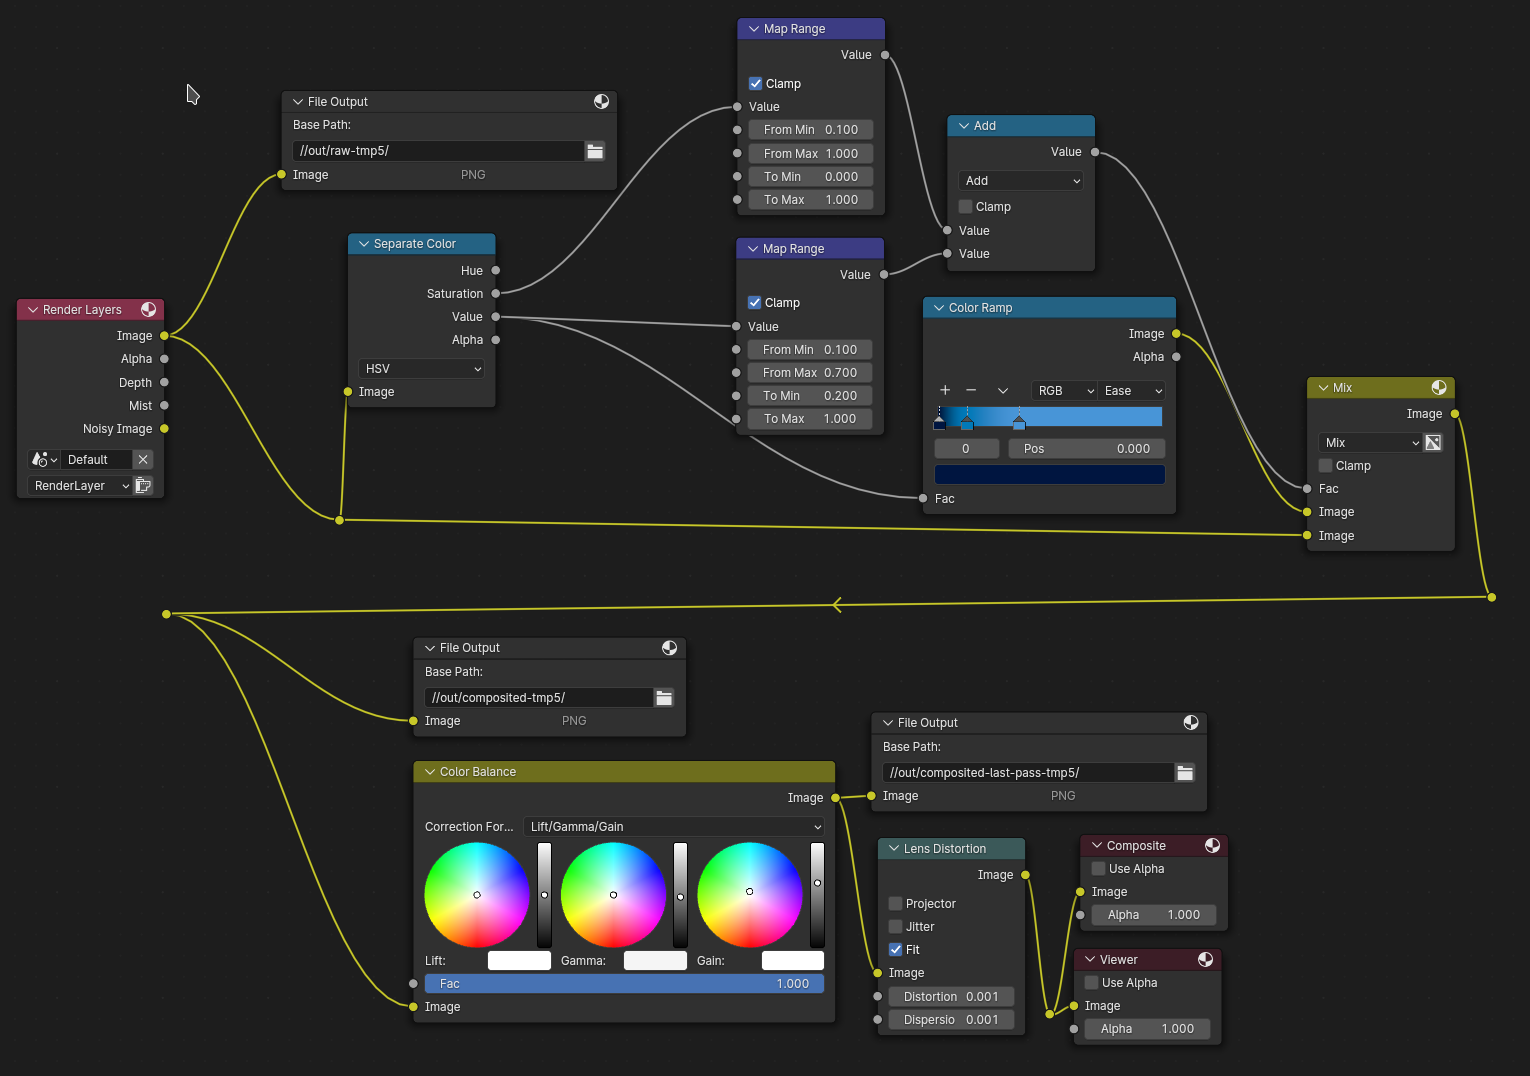 Map Range
Value
Clamp
Value
From Min 0.100
From Max 1.000
To Min 0.000
To Max 1.000
File Output
Base Path:
//out/raw-tmp5/
Image PNG
Add
Value
Add
Clamp
Value
Value
Separate Color
Hue
Saturation
Value
Alpha
HSV
Image
Map Range
Value
Clamp
Value
From Min 0.100
From Max 0.700
To Min 0.200
To Max 1.000
Render Layers
Image
Alpha
Depth
Mist
Noisy Image
Default
RenderLayer
Color Ramp
Image
Alpha
RGB Ease
0 Pos 0.000
Fac
Mix
Image
Mix
Clamp
Fac
Image
Image
File Output
Base Path:
//out/composited-tmp5/
Image PNG
Color Balance
Image
Correction For... Lift/Gamma/Gain
Lift: Gamma: Gain:
Fac 1.000
Image
File Output
Base Path:
//out/composited-last-pass-tmp5/
Image PNG
Lens Distortion
Image
Projector
Jitter
Fit
Image
Distortion 0.001
Dispersio 0.001
Composite
Use Alpha
Image
Alpha 1.000
Viewer
Use Alpha
Image
Alpha 1.000